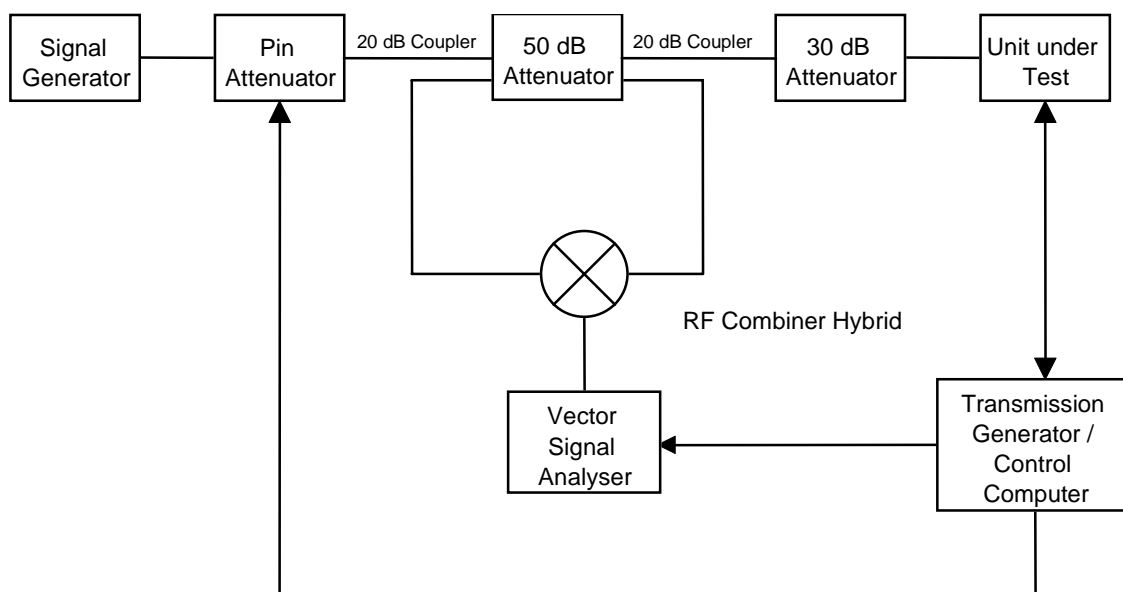 Signal
Generator
Pin
Attenuator
20 dB Coupler
50 dB
Attenuator
20 dB Coupler
30 dB
Attenuator
Unit under
Test
RF Combiner Hybrid
Vector
Signal
Analyser
Transmission
Generator /
Control
Computer